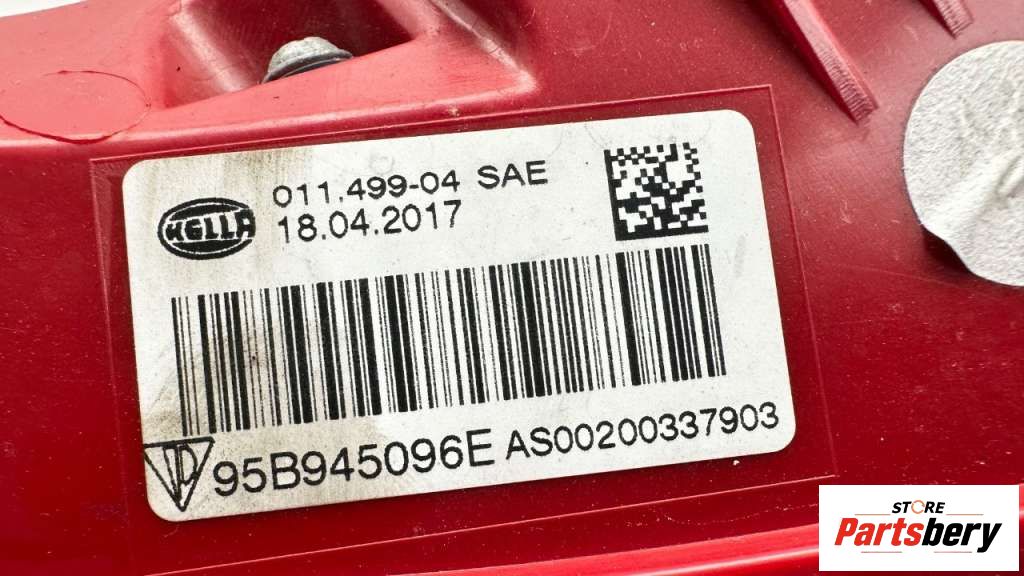 HELLA
011.499-04 SAE
18.04.2017
95B945096E AS00200337903
STORE
Partsbery